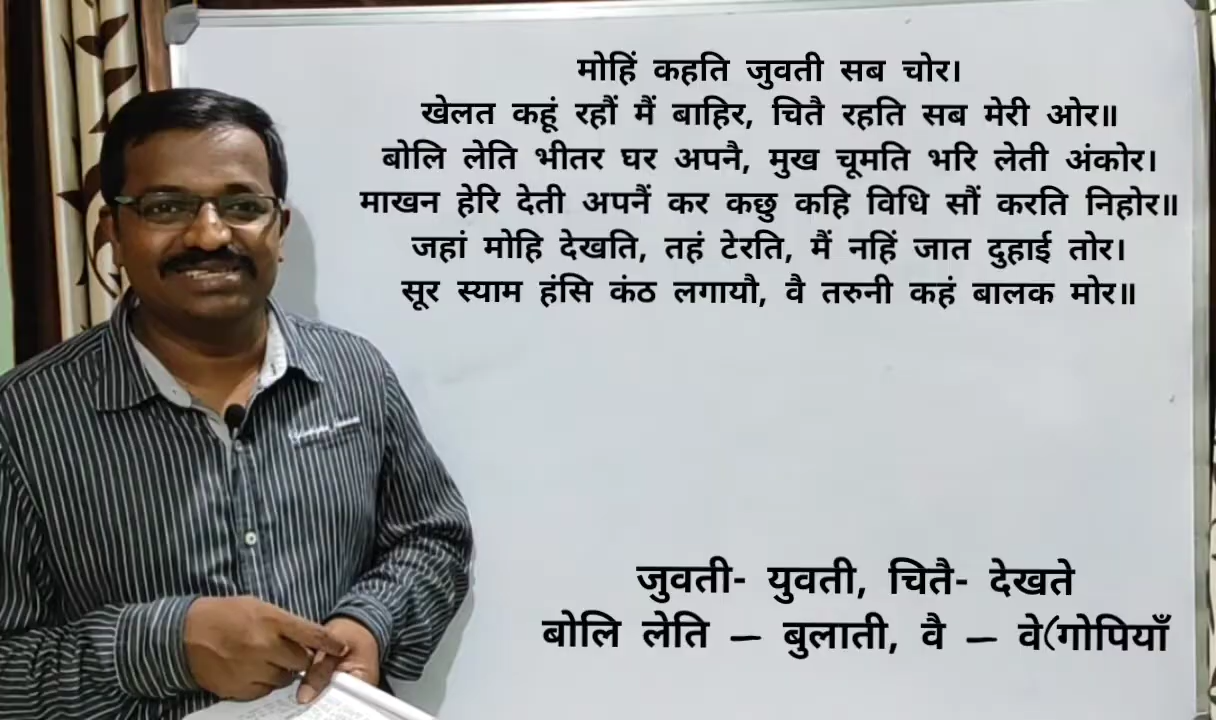 मोहिं कहति जुवती सब चोर।
खेलत कहूं रहौं मैं बाहिर, चितै रहति सब मेरी ओर॥
बोलि लेति भीतर घर अपनै, मुख चूमति भरि लेती अंकोर।
माखन हेरि देती अपनैं कर कछु कहि विधि सौं करति निहोर॥
जहां मोहि देखति, तहं टेरति, मैं नहिं जात दुहाई तोर।
सूर स्याम हंसि कंठ लगायौ, वै तरुनी कहं बालक मोर॥
जुवती- युवती, चितै- देखते
बोलि लेति – बुलाती, वै – वे(गोपियाँ